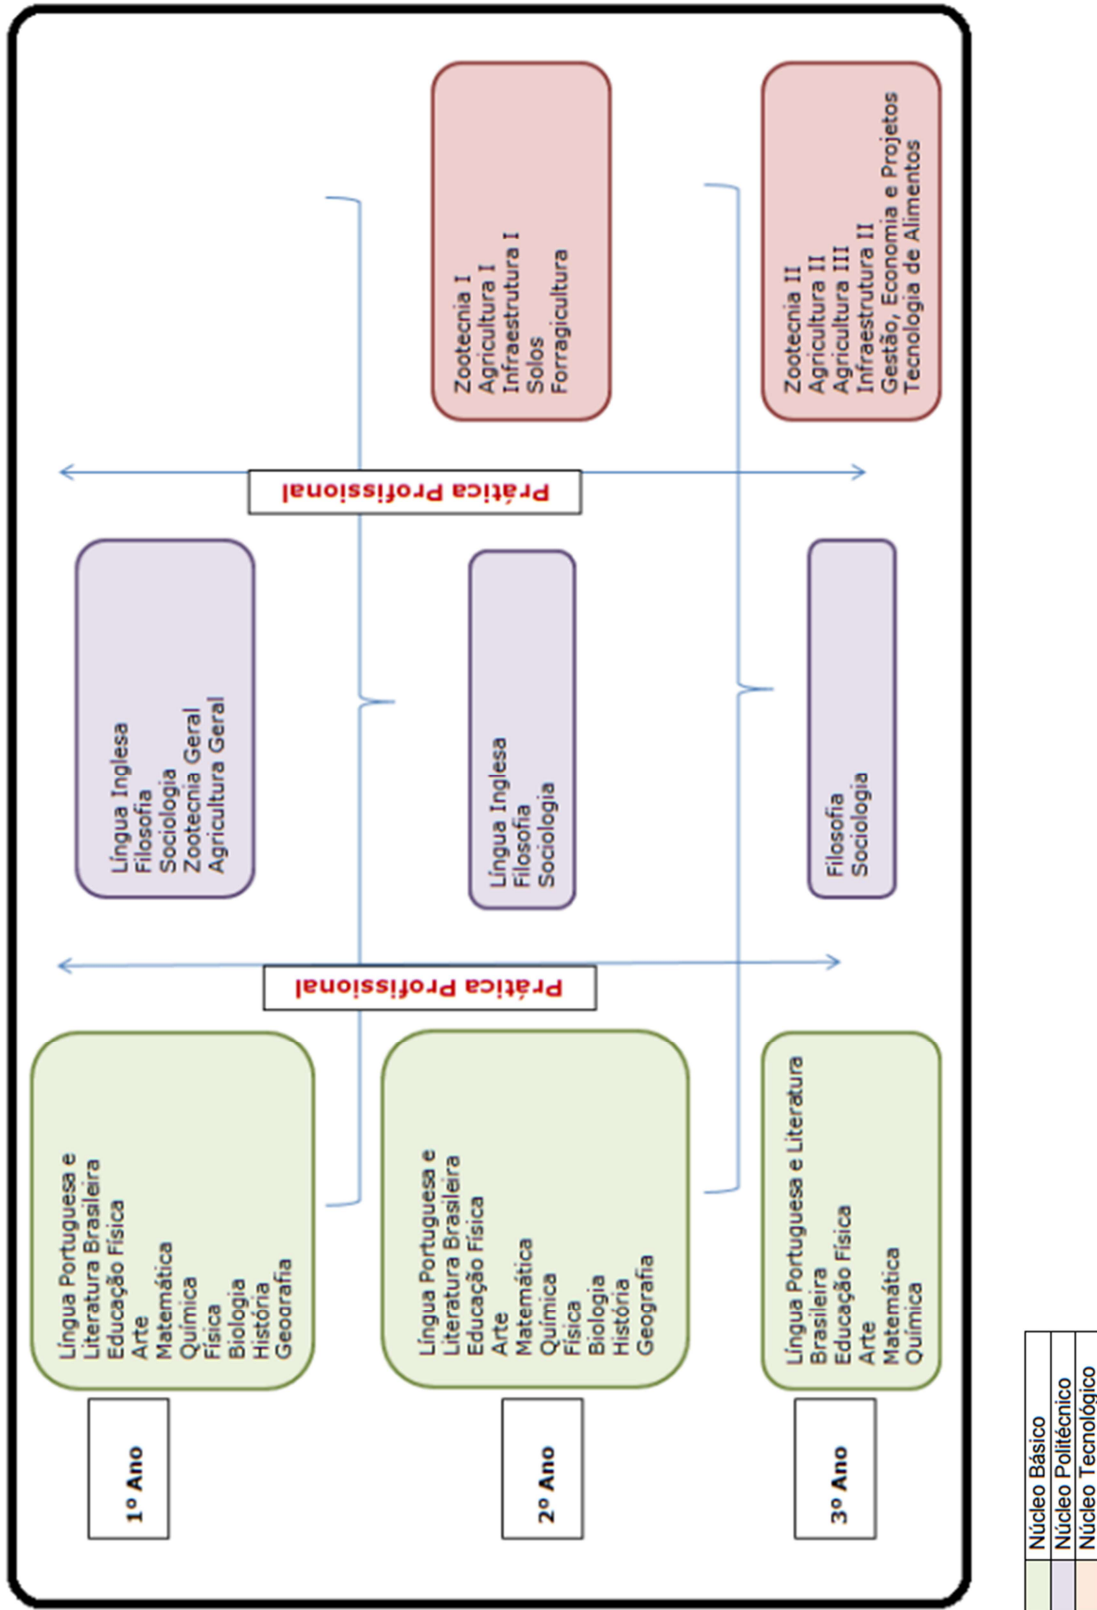 1º Ano
Língua Portuguesa e
Literatura Brasileira
Educação Física
Arte
Matemática
Química
Física
Biologia
História
Geografia
Língua Inglesa
Filosofia
Sociologia
Zootecnia Geral
Agricultura Geral
Prática Profissional
Prática Profissional
2º Ano
Língua Portuguesa e
Literatura Brasileira
Educação Física
Arte
Matemática
Química
Física
Biologia
História
Geografia
Língua Inglesa
Filosofia
Sociologia
Zootecnia I
Agricultura I
Infraestrutura I
Solos
Forragicultura
3º Ano
Língua Portuguesa e Literatura
Brasileira
Educação Física
Arte
Matemática
Química
Filosofia
Sociologia
Zootecnia II
Agricultura II
Agricultura III
Infraestrutura II
Gestão, Economia e Projetos
Tecnologia de Alimentos
Núcleo Básico
Núcleo Politécnico
Núcleo Tecnológico